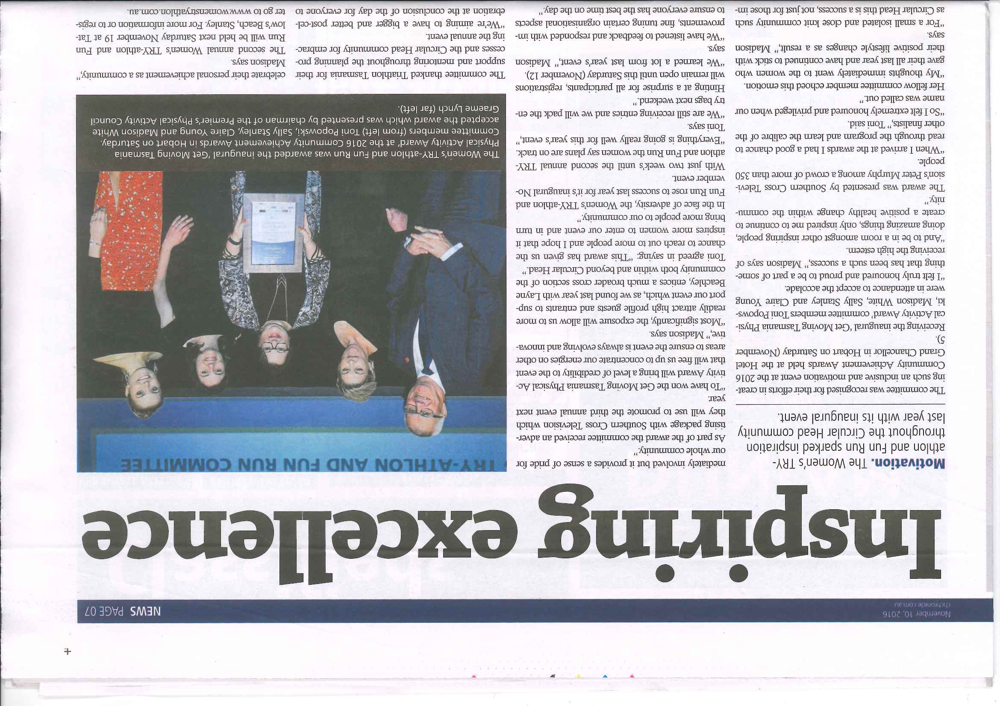 November 10, 2016
chchronicle.com.au
NEWS PAGE 07
Inspiring excellence
Motivation. The Women's TRY-
athlon and Fun Run sparked inspiration
throughout the Circular Head community
last year with its inaugural event.
The committee was recognised for their efforts in creat-
ing such an inclusive and motivation event at the 2016
Community Achievement Awards held at the Hotel
Grand Chancellor in Hobart on Saturday (November
5).
Receiving the inaugural 'Get Moving Tasmania Physi-
cal Activity Award' committee members Toni Popows-
ki, Madison White, Sally Stanley and Claire Young
were in attendance to accept the accolade.
"I felt truly honoured and proud to be a part of some-
thing that has been such a success," Madison says of
receiving the high esteem.
"And to be in a room amongst other inspiring people,
doing amazing things, only inspired me to continue to
create a positive healthy change within the commu-
nity."
The award was presented by Southern Cross Televi-
sion's Peter Murphy among a crowd of more than 350
people.
"When I arrived at the awards I had a good chance to
read through the program and learn the calibre of the
other finalists," Toni said.
"So I felt extremely honoured and privileged when our
name was called out."
Her fellow committee member echoed this emotion.
"My thoughts immediately went to the women who
gave their all last year and have continued to stick with
their positive lifestyle changes as a result," Madison
says.
"For a small isolated and close knit community such
as Circular Head this is a success, not just for those im-
mediately involved but it provides a sense of pride for
our whole community."
As part of the award the committee received an adver-
tising package with Southern Cross Television which
they will use to promote the third annual event next
year.
"To have won the Get Moving Tasmania Physical Ac-
tivity Award will bring a level of credibility to the event
that will free us up to concentrate our energies on other
areas to ensure the event is always evolving and innova-
tive," Madison says.
"Most significantly, the exposure will allow us to more
readily attract high profile guests and entrants to sup-
port our event which, as we found last year with Layne
Beachley, entices a much broader cross section of the
community both within and beyond Circular Head."
Toni agreed in saying: "This award has given us the
chance to reach out to more people and I hope that it
inspires more women to enter our event and in turn
bring more people to our community."
In the face of adversity, the Women's TRY-athlon and
Fun Run rose to success last year for it's inaugural No-
vember event.
With just two week's until the second annual TRY-
athlon and Fun Run the women say plans are on track.
"Everything is going really well for this year's event,"
Toni says.
"We are still receiving entries and we will pack the en-
try bags next weekend."
Hinting at a surprise for all participants, registrations
will remain open until this Saturday (November 12).
"We learned a lot from last year's event," Madison
says.
"We have listened to feedback and responded with im-
provements, fine tuning certain organisational aspects
to ensure everyone has the best time on the day."
TRY-ATHLON AND FUN RUN COMMITTEE
The Women's TRY-athlon and Fun Run was awarded the inaugural 'Get Moving Tasmania
Physical Activity Award' at the 2016 Community Achievement Awards in Hobart on Saturday.
Committee members (from left) Toni Popowski, Sally Stanley, Claire Young and Madison White
accepted the award which was presented by chairman of the Premier's Physical Activity Council
Graeme Lynch (far left).
The committee thanked Triathlon Tasmania for their
support and mentoring throughout the planning pro-
cesses and the Circular Head community for embrac-
ing the annual event.
"We're aiming to have a bigger and better post-cel-
ebration at the conclusion of the day for everyone to
celebrate their personal achievement as a community,"
Madison says.
The second annual Women's TRY-athlon and Fun
Run will be held next Saturday November 19 at Tat-
low's Beach, Stanley. For more information or to regis-
ter go to www.womenstryathlon.com.au.